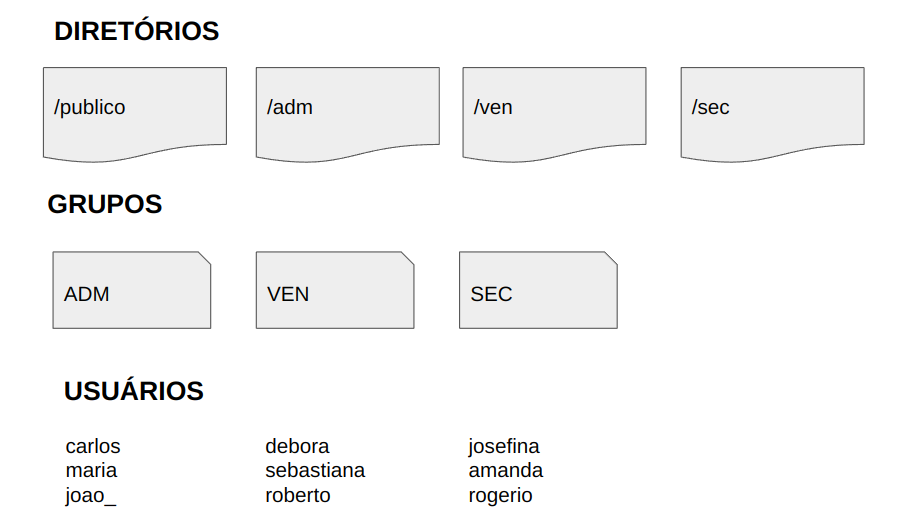 DIRETÓRIOS
/publico
/adm
/ven
/sec
GRUPOS
ADM
VEN
SEC
USUÁRIOS
carlos
maria
joao_
debora
sebastiana
roberto
josefina
amanda
rogerio